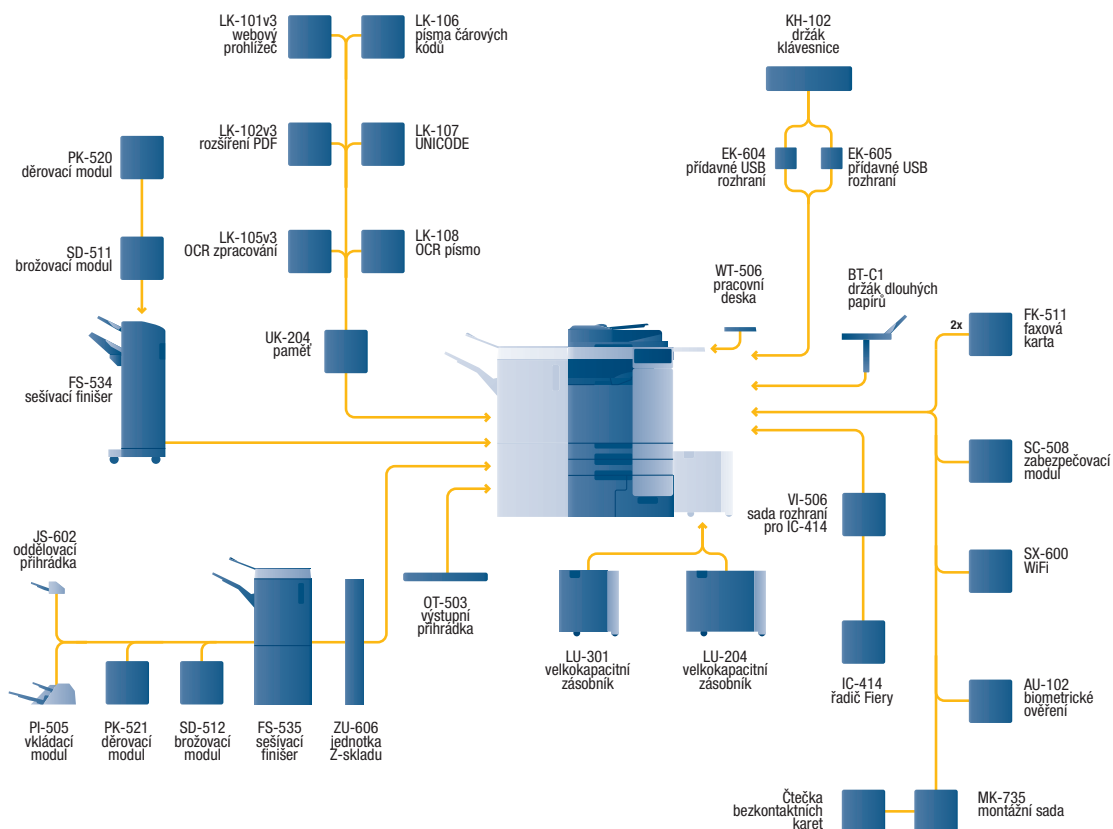 LK-101v3
webový
prohlížeč
LK-106
písma čárových
kódů
KH-102
držák
klávesnice
LK-102v3
rozšíření PDF
LK-107
UNICODE
PK-520
děrovací modul
EK-604
přídavné USB
rozhraní
EK-605
přídavné USB
rozhraní
SD-511
brožovací modul
LK-105v3
OCR zpracování
LK-108
OCR písmo
WT-506
pracovní
deska
BT-C1
držák dlouhých
papírů
2x
FK-511
faxová
karta
UK-204
paměť
FS-534
sešívací finišer
SC-508
zabezpečovací
modul
VI-506
sada rozhraní
pro IC-414
JS-602
oddělovací
přihrádka
SX-600
WiFi
OT-503
výstupní
přihrádka
LU-301
velkokapacitní
zásobník
LU-204
velkokapacitní
zásobník
IC-414
řadič Fiery
AU-102
biometrické
ověření
PI-505
vkládací
modul
PK-521
děrovací
modul
SD-512
brožovací
modul
FS-535
sešívací
finišer
ZU-606
jednotka
Z-skladu
Čtečka
bezkontaktních
karet
MK-735
montážní sada